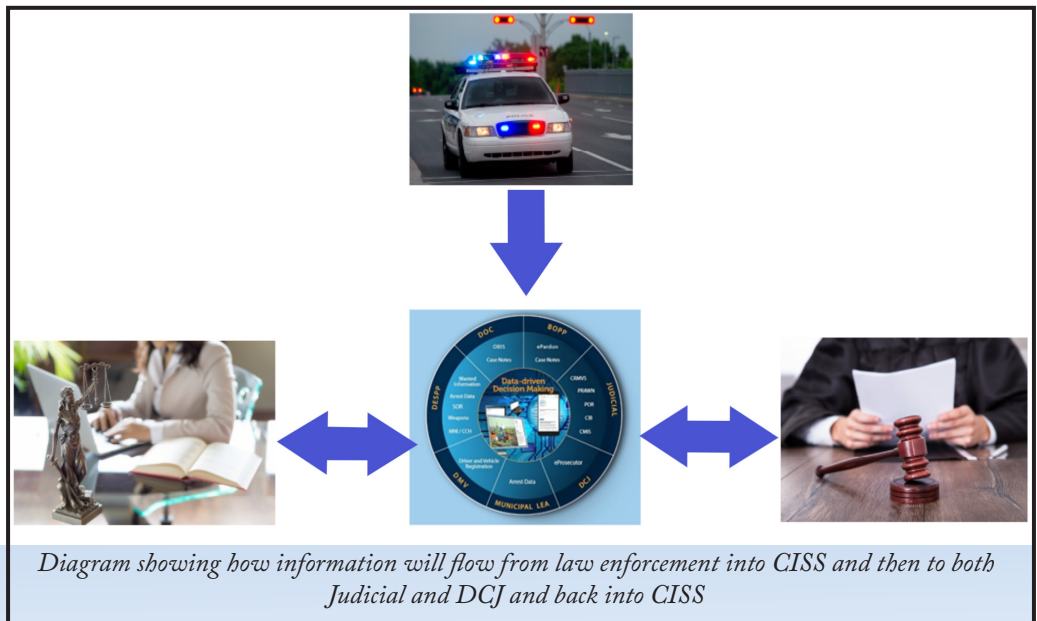 POLICE
DOC
BOPP
JUDICIAL
DCJ
MUNICIPAL LEA
DMV
DESPP
OBIS
Case Notes
ePardon
Case Notes
CRMVS
PRAWN
POR
CIB
CMIS
eProsecutor
Arrest Data
Driver and Vehicle
Registration
Wanted
Information
Arrest Data
SOR
Weapons
MNI/CCH
Data-driven
Decision Making
Diagram showing how information will flow from law enforcement into CISS and then to both
Judicial and DCJ and back into CISS